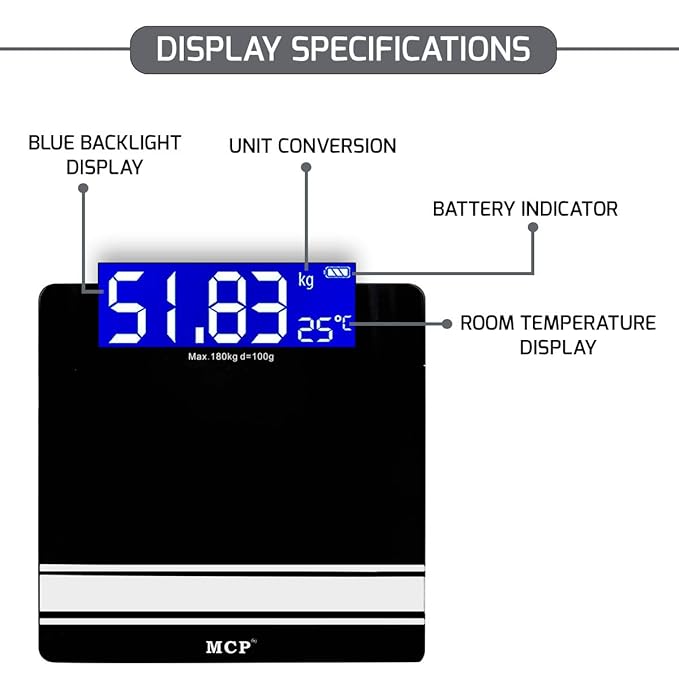 DISPLAY SPECIFICATIONS
BLUE BACKLIGHT
DISPLAY
UNIT CONVERSION
BATTERY INDICATOR
51.83 kg
25°C
ROOM TEMPERATURE
DISPLAY
Max.180kg d=100g
MCP